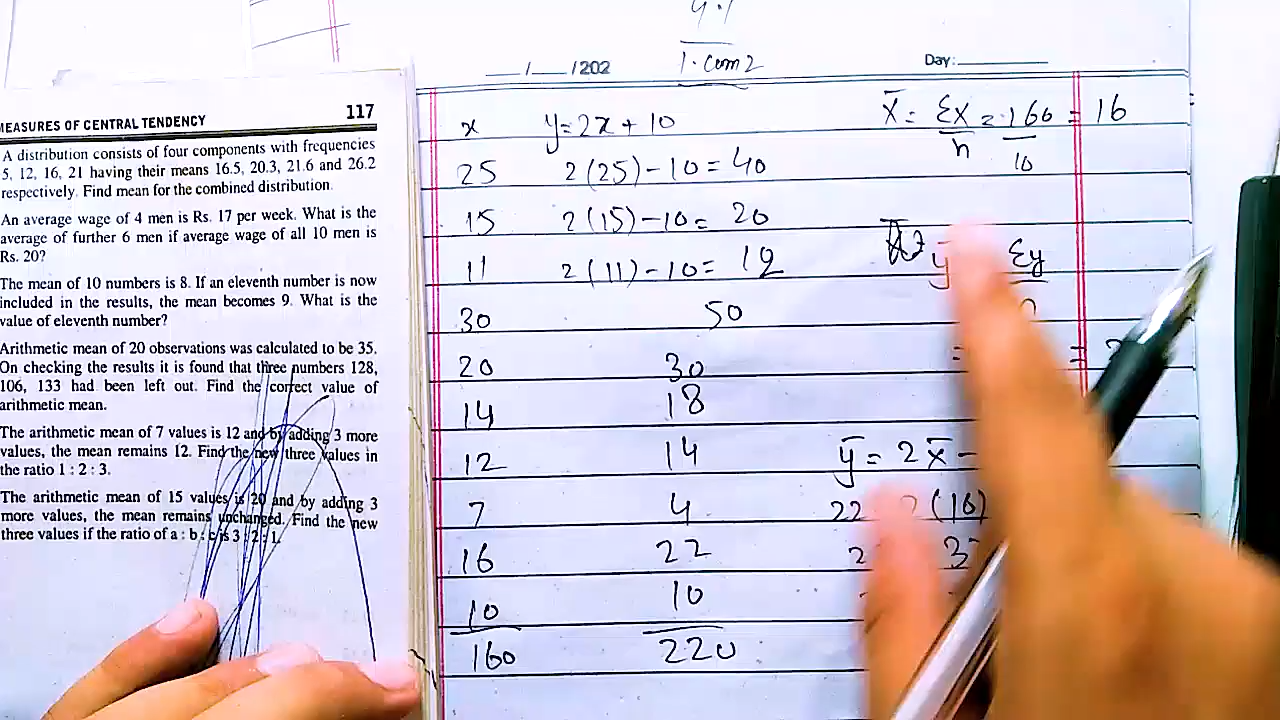 117
MEASURES OF CENTRAL TENDENCY
A distribution consists of four components with frequencies
5, 12, 16, 21 having their means 16.5, 20.3, 21.6 and 26.2
respectively. Find mean for the combined distribution.
An average wage of 4 men is Rs. 17 per week. What is the
average of further 6 men if average wage of all 10 men is
Rs. 20?
The mean of 10 numbers is 8. If an eleventh number is now
included in the results, the mean becomes 9. What is the
value of eleventh number?
Arithmetic mean of 20 observations was calculated to be 35.
On checking the results it is found that three numbers 128,
106, 133 had been left out. Find the correct value of
arithmetic mean.
The arithmetic mean of 7 values is 12 and by adding 3 more
values, the mean remains 12. Find the new three values in
the ratio 1 : 2 : 3.
The arithmetic mean of 15 values is 20 and by adding 3
more values, the mean remains unchanged. Find the new
three values if the ratio of a : b : c is 3 : 2 : 1.
1.com2
__/__/202
Day:
x y=2x+10
25 2(25)-10=40
15 2(15)-10=20
11 2(11)-10=12
30 50
20 30
14 18
12 14
7 4
16 22
10 10
160 220
x̄ = Σx/n = 160/10 = 16
ȳ Σy
=
ȳ = 2x̄ -
22 (16)